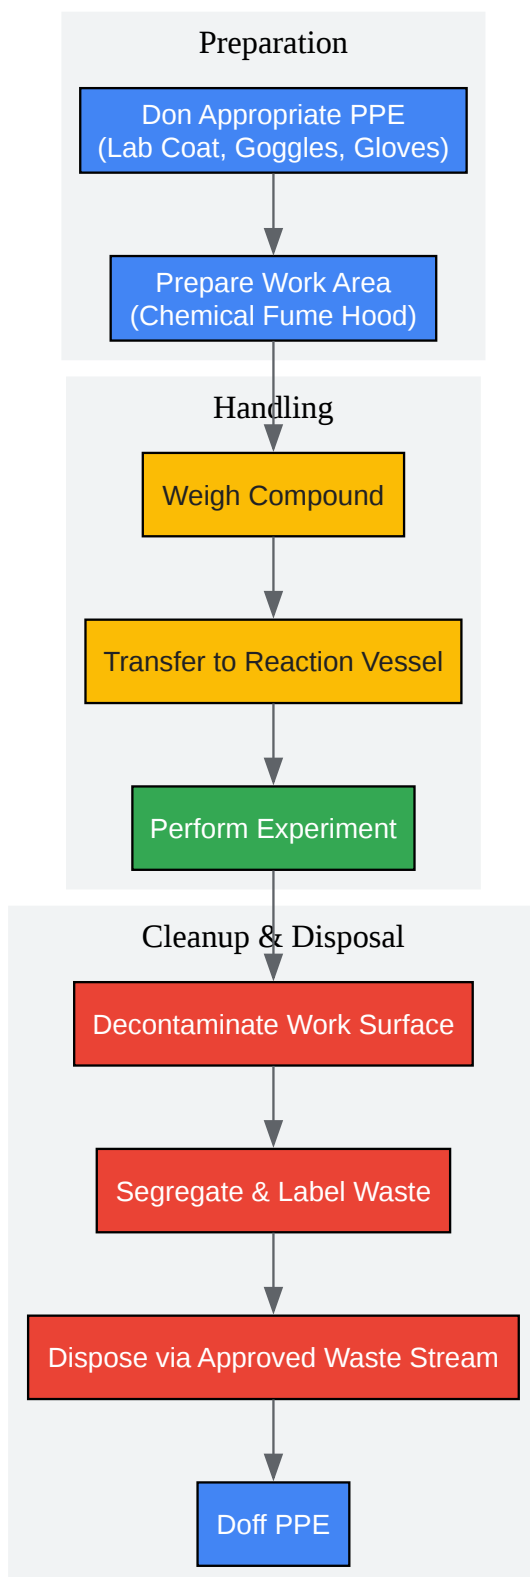 Preparation
Don Appropriate PPE
(Lab Coat, Goggles, Gloves)
Prepare Work Area
(Chemical Fume Hood)
Handling
Weigh Compound
Transfer to Reaction Vessel
Perform Experiment
Cleanup & Disposal
Decontaminate Work Surface
Segregate & Label Waste
Dispose via Approved Waste Stream
Doff PPE